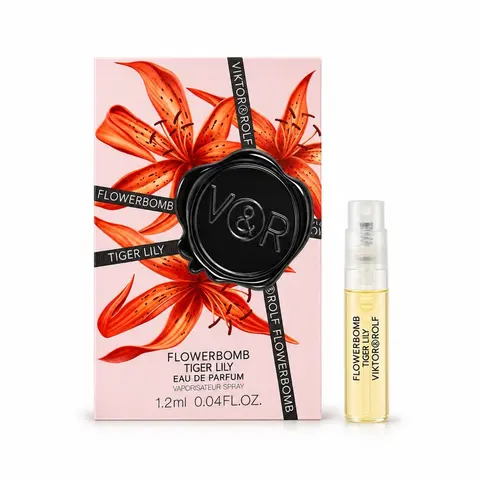 VIKTOR&ROLF FLOWERBOMB
FLOWERBOMB
TIGER LILY
V&R
VIKTOR&ROLF FLOWERBOMB
FLOWERBOMB
TIGER LILY
EAU DE PARFUM
VAPORISATEUR SPRAY
1.2ml 0.04FL.OZ.
FLOWERBOMB
TIGER LILY
VIKTOR&ROLF